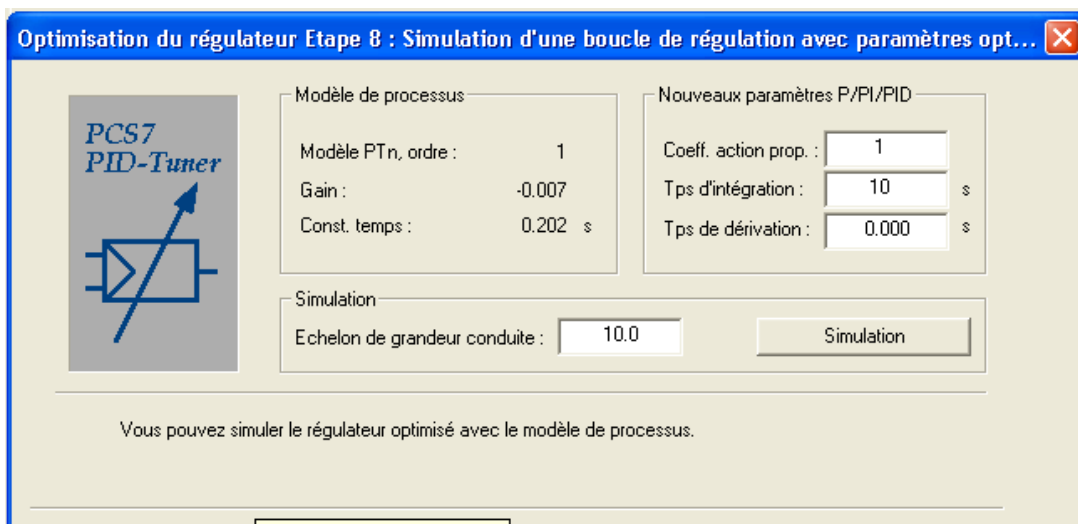 Optimisation du régulateur Etape 8 : Simulation d'une boucle de régulation avec paramètres opt...
PCS7
PID-Tuner
Modèle de processus
Modèle PTn, ordre : 1
Gain : -0.007
Const. temps : 0.202 s
Nouveaux paramètres P/PI/PID
Coeff. action prop. : 1
Tps d'intégration : 10 s
Tps de dérivation : 0.000 s
Simulation
Echelon de grandeur conduite : 10.0 Simulation
Vous pouvez simuler le régulateur optimisé avec le modèle de processus.